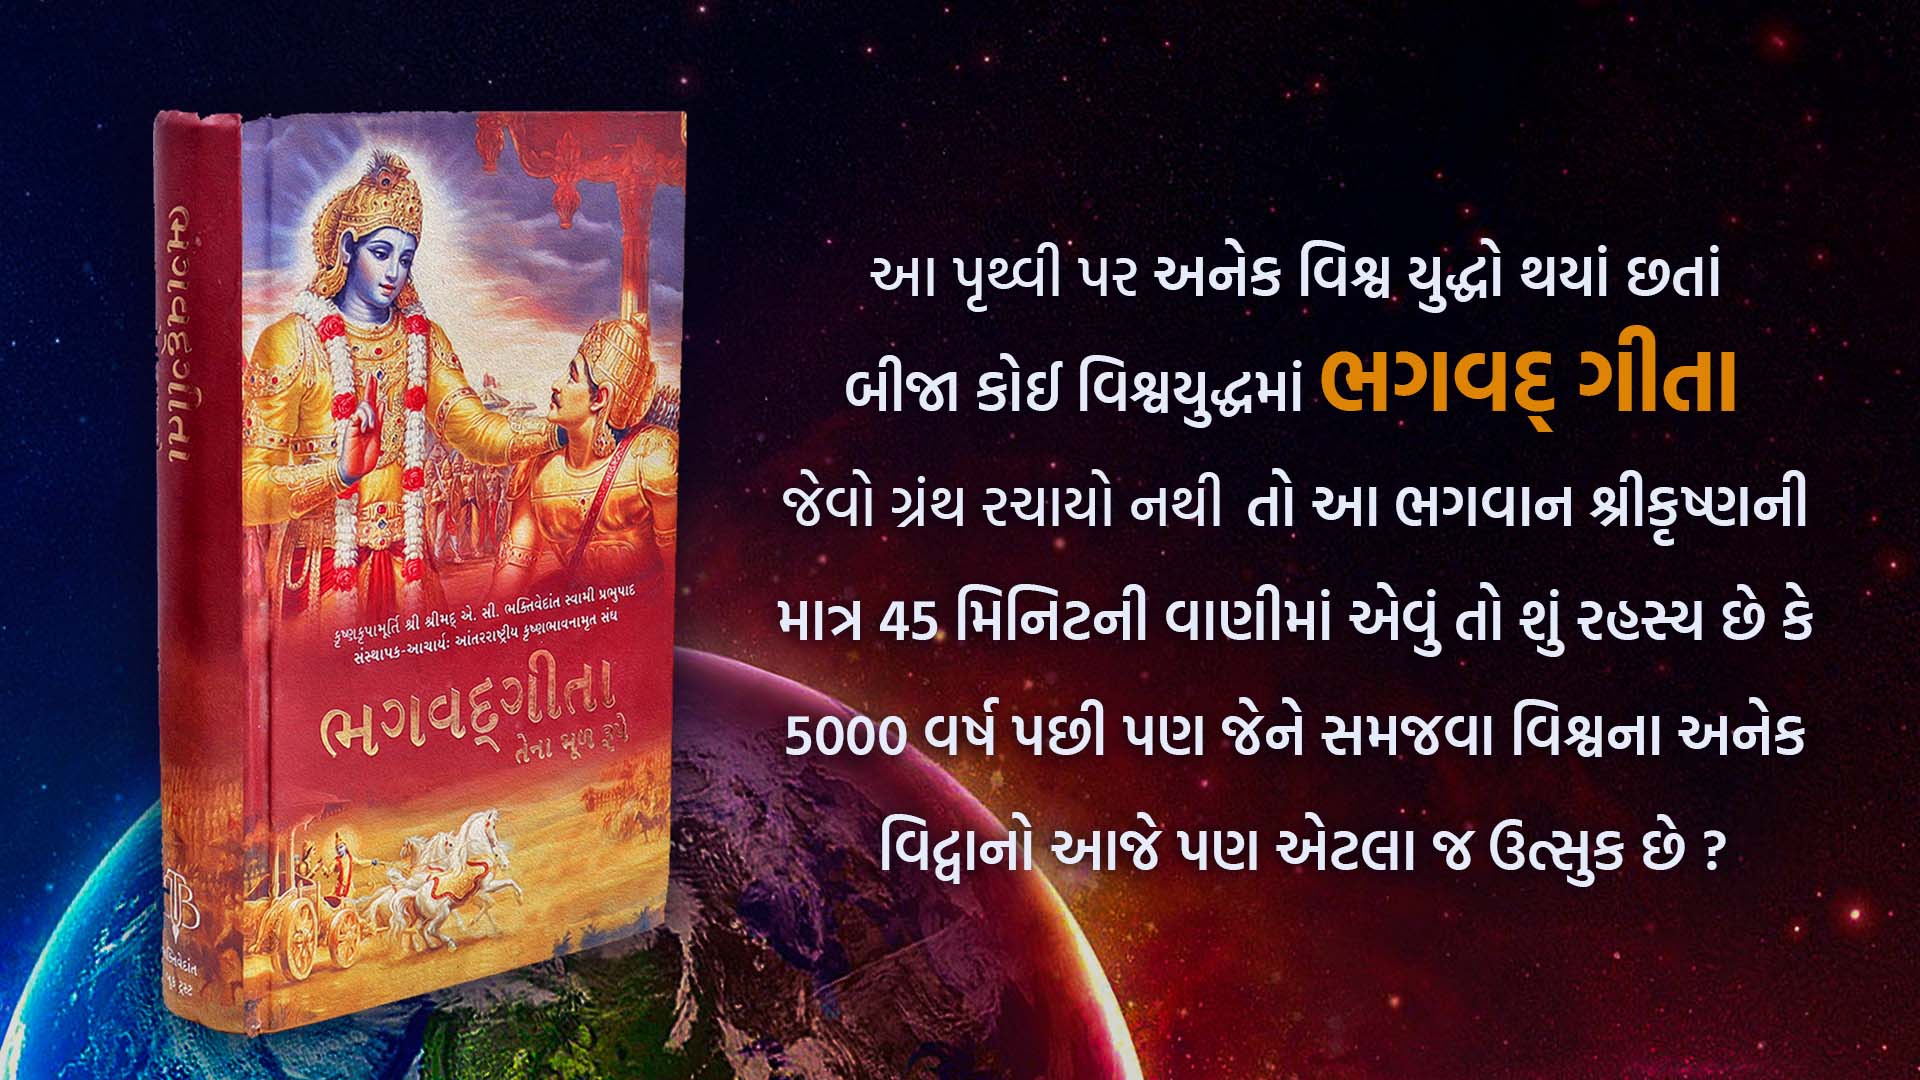 ભગવદ્ગીતા
કૃષ્ણકૃપામૂર્તિ શ્રી શ્રીમદ્ એ. સી. ભક્તિવેદાંત સ્વામી પ્રભુપાદ
સંસ્થાપક-આચાર્યઃ આંતરરાષ્ટ્રીય કૃષ્ણભાવનામૃત સંઘ
ભગવદ્ગીતા
તેના મૂળ રૂપે
બુક ટ્રસ્ટ
આ પૃથ્વી પર અનેક વિશ્વ યુદ્ધો થયાં છતાં
બીજા કોઈ વિશ્વયુદ્ધમાં ભગવદ્ ગીતા
જેવો ગ્રંથ રચાયો નથી તો આ ભગવાન શ્રીકૃષ્ણની
માત્ર 45 મિનિટની વાણીમાં એવું તો શું રહસ્ય છે કે
5000 વર્ષ પછી પણ જેને સમજવા વિશ્વના અનેક
વિદ્વાનો આજે પણ એટલા જ ઉત્સુક છે ?